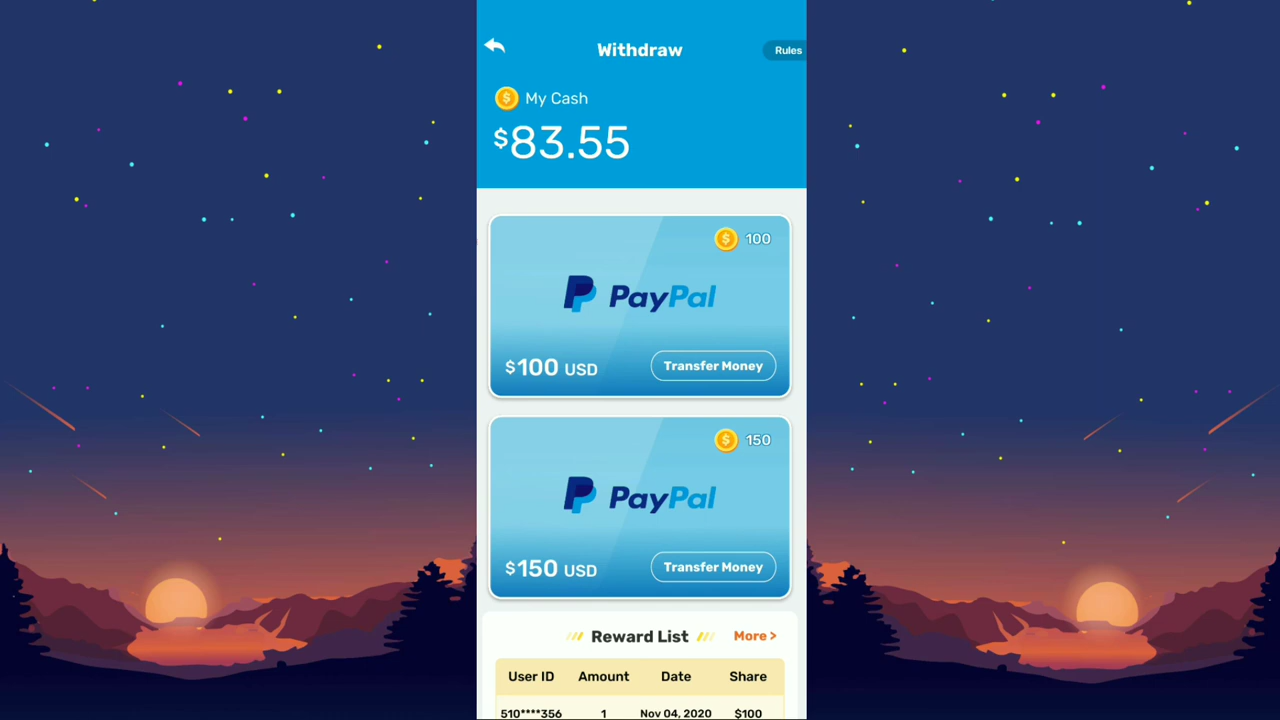 Withdraw
Rules
$ My Cash
$83.55
$ 100
PayPal
$100 USD
Transfer Money
$ 150
PayPal
$150 USD
Transfer Money
Reward List
More >
User ID Amount Date Share
510****356 1 Nov 04, 2020 $100